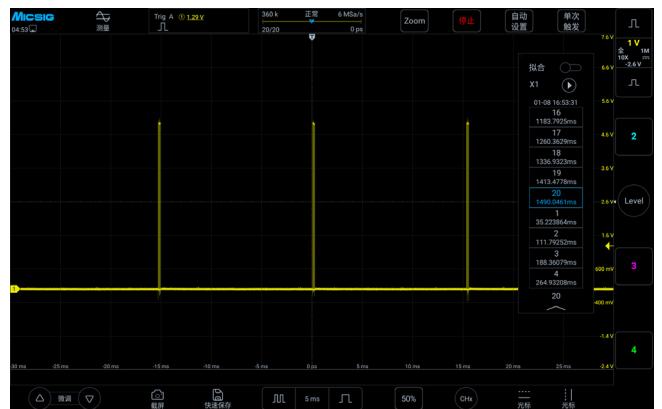 Micsig
04:53
测量
Trig A ① 1.29 V
360 k 正常 6 MSa/s
20/20 0 ps
Zoom
停止
自动
设置
单次
触发
7.6 V
6.6 V
5.6 V
4.6 V
3.6 V
2.6 V
1.6 V
600 mV
-400 mV
-1.4 V
-2.4 V
1 V
全 1M
10X
-2.6 V
2
Level
3
4
拟合
X1
01-08 16:53:31
16
1183.7925ms
17
1260.3629ms
18
1336.9323ms
19
1413.4778ms
20
1490.0461ms
1
35.223864ms
2
111.79252ms
3
188.36079ms
4
264.93208ms
20
1
-30 ms -25 ms -20 ms -15 ms -10 ms -5 ms 0 ps 5 ms 10 ms 15 ms 20 ms 25 ms
微调
截屏
快速保存
5 ms
50%
CHx
光标
光标